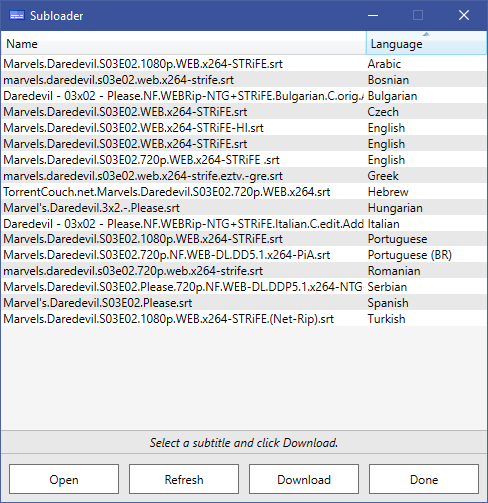 Subloader
Name Language
Marvels.Daredevil.S03E02.1080p.WEB.x264-STRiFE.srt Arabic
marvels.daredevil.s03e02.web.x264-strife.srt Bosnian
Daredevil - 03x02 - Please.NF.WEBRip-NTG+STRiFE.Bulgarian.C.orig.A Bulgarian
Marvels.Daredevil.S03E02.WEB.x264-STRiFE.srt Czech
Marvels.Daredevil.S03E02.WEB.x264-STRiFE-HI.srt English
Marvels.Daredevil.S03E02.720p.WEB.x264-STRiFE .srt English
Marvels.Daredevil.S03E02.WEB.x264-STRiFE.srt English
marvels.daredevil.s03e02.web.x264-strife.eztv.-gre.srt Greek
TorrentCouch.net.Marvels.Daredevil.S03E02.720p.WEB.x264.srt Hebrew
Marvel's.Daredevil.3x2.-.Please.srt Hungarian
Daredevil - 03x02 - Please.NF.WEBRip-NTG+STRiFE.Italian.C.edit.Add Italian
Marvels.Daredevil.S03E02.1080p.WEB.x264-STRiFE.srt Portuguese
Marvels.Daredevil.S03E02.720p.NF.WEB-DL.DD5.1.x264-PiA.srt Portuguese (BR)
marvels.daredevil.s03e02.720p.web.x264-strife.srt Romanian
Marvels.Daredevil.S03E02.Please.720p.NF.WEB-DL.DDP5.1.x264-NTG Serbian
Marvel's.Daredevil.S03E02.Please.srt Spanish
Marvels.Daredevil.S03E02.1080p.WEB.x264-STRiFE.(Net-Rip).srt Turkish
Select a subtitle and click Download.
Open Refresh Download Done